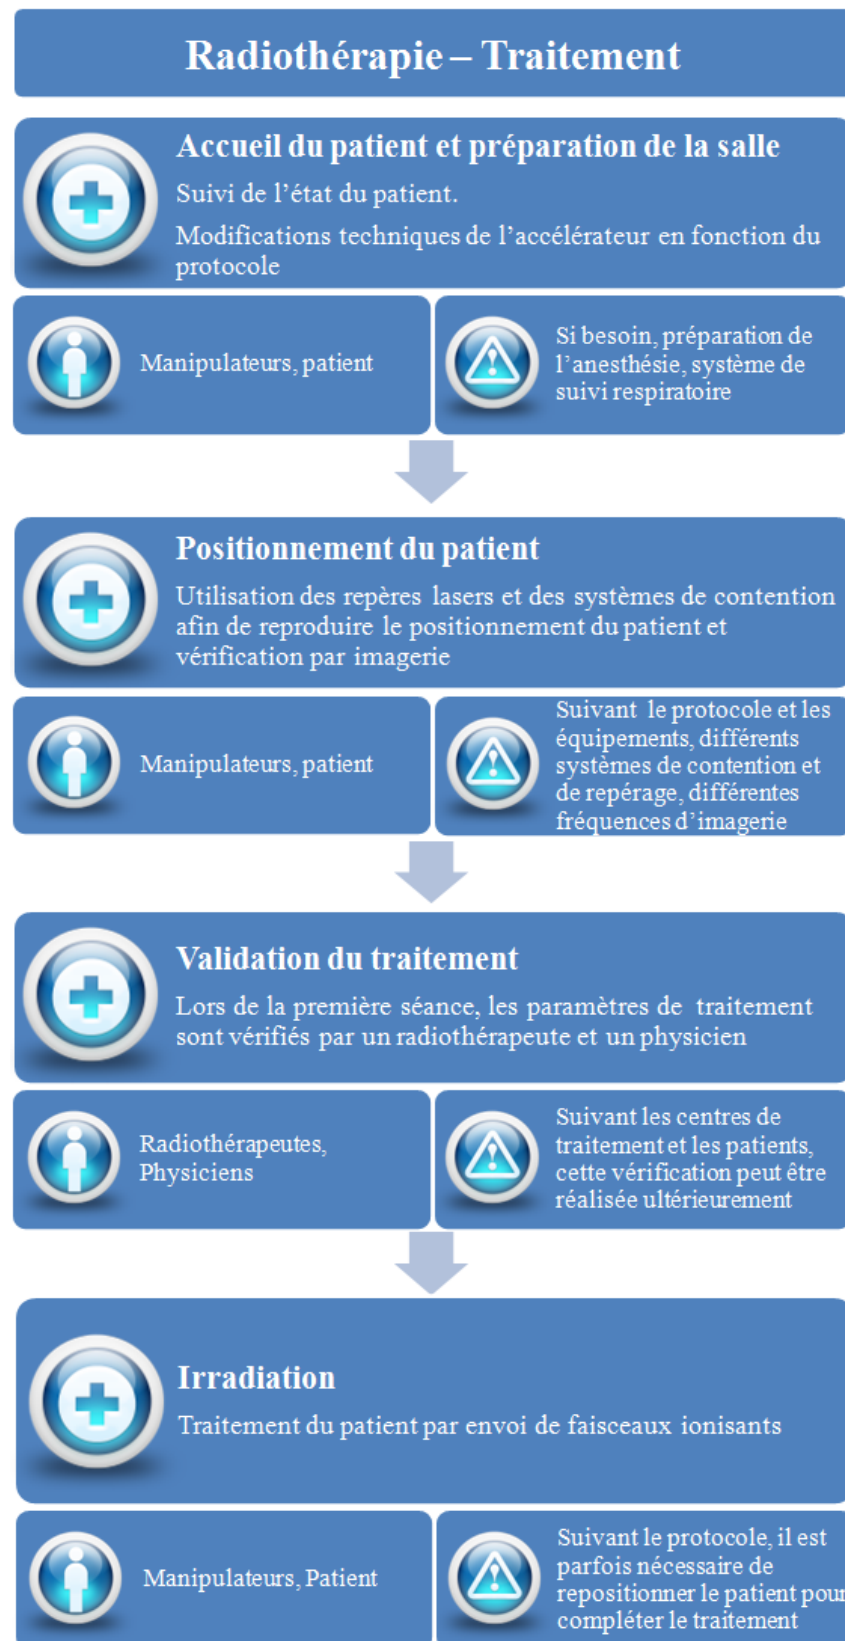 Radiothérapie – Traitement
Accueil du patient et préparation de la salle
Suivi de l’état du patient.
Modifications techniques de l’accélérateur en fonction du
protocole
Manipulateurs, patient
Si besoin, préparation de
l’anesthésie, système de
suivi respiratoire
Positionnement du patient
Utilisation des repères lasers et des systèmes de contention
afin de reproduire le positionnement du patient et
vérification par imagerie
Manipulateurs, patient
Suivant le protocole et les
équipements, différents
systèmes de contention et
de repérage, différentes
fréquences d’imagerie
Validation du traitement
Lors de la première séance, les paramètres de traitement
sont vérifiés par un radiothérapeute et un physicien
Radiothérapeutes,
Physiciens
Suivant les centres de
traitement et les patients,
cette vérification peut être
réalisée ultérieurement
Irradiation
Traitement du patient par envoi de faisceaux ionisants
Manipulateurs, Patient
Suivant le protocole, il est
parfois nécessaire de
repositionner le patient pour
compléter le traitement